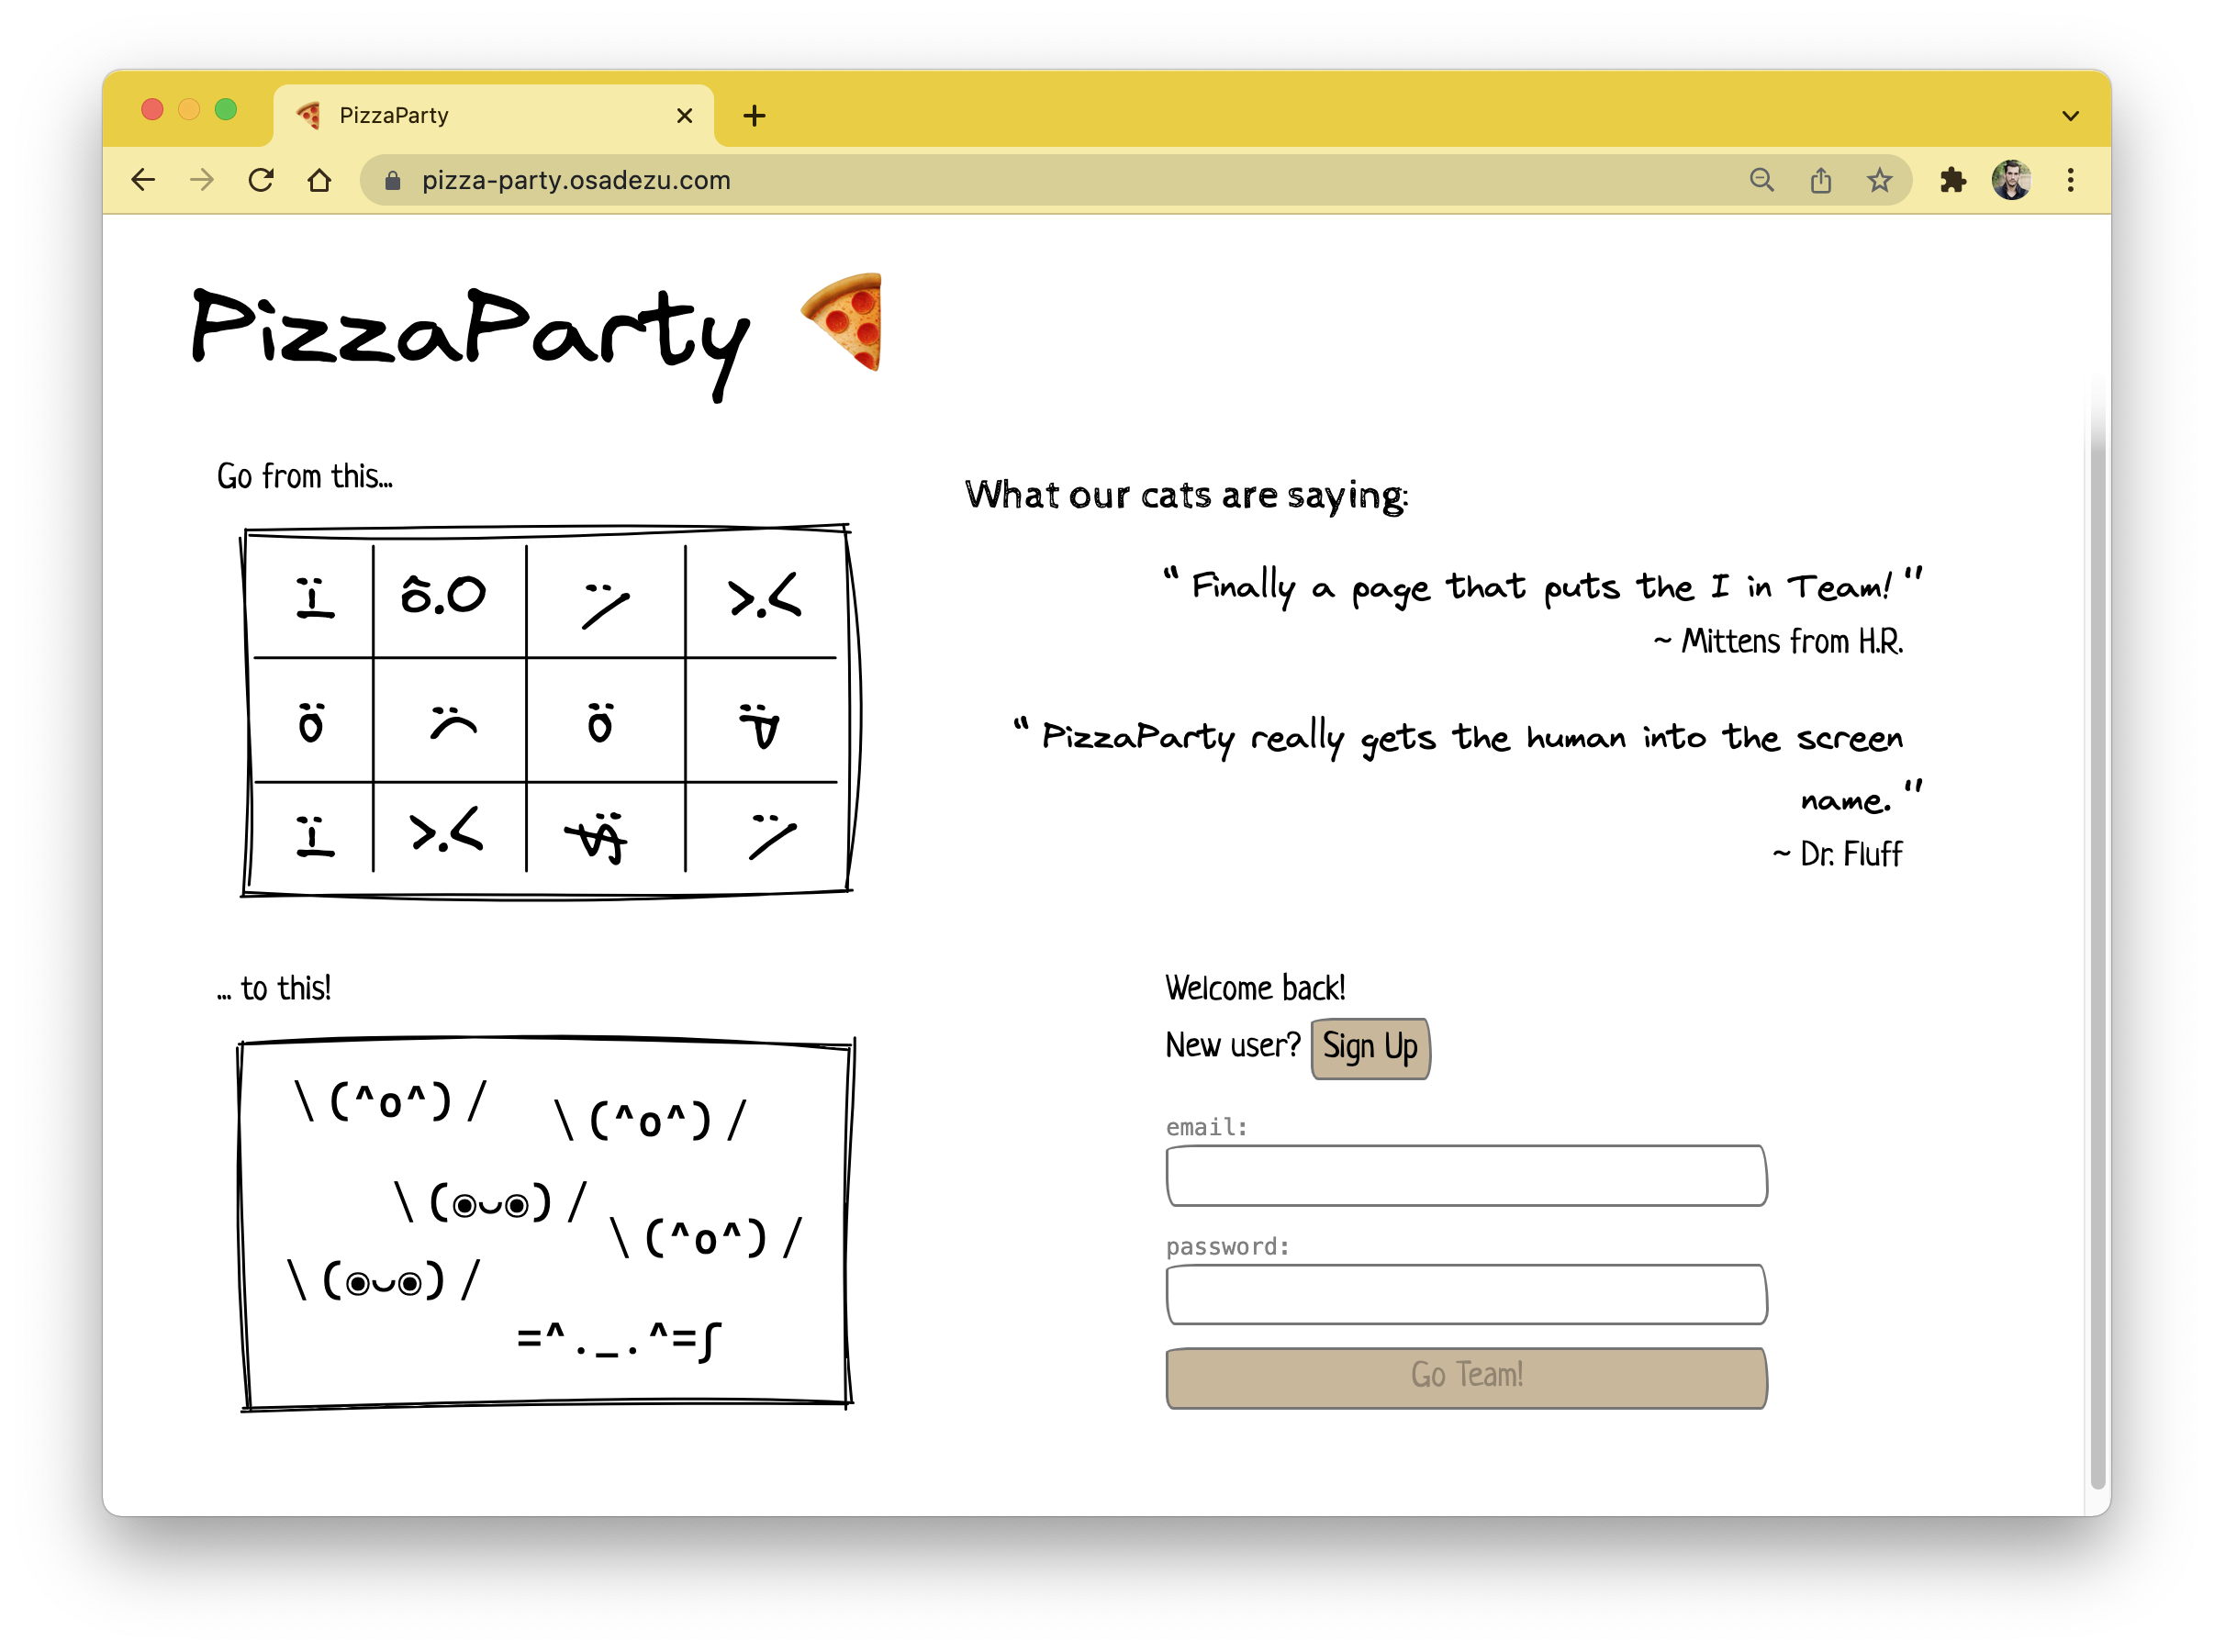 PizzaParty
pizza-party.osadezu.com
PizzaParty
Go from this...
ô.O
>.<
>.<
... to this!
\(^o^)/
\(^o^)/
\(◉ᴗ◉)/
\(^o^)/
\(◉ᴗ◉)/
=^._.^=∫
What our cats are saying:
“ Finally a page that puts the I in Team! ”
~ Mittens from H.R.
“ PizzaParty really gets the human into the screen
name. ”
~ Dr. Fluff
Welcome back!
New user? Sign Up
email:
password:
Go Team!